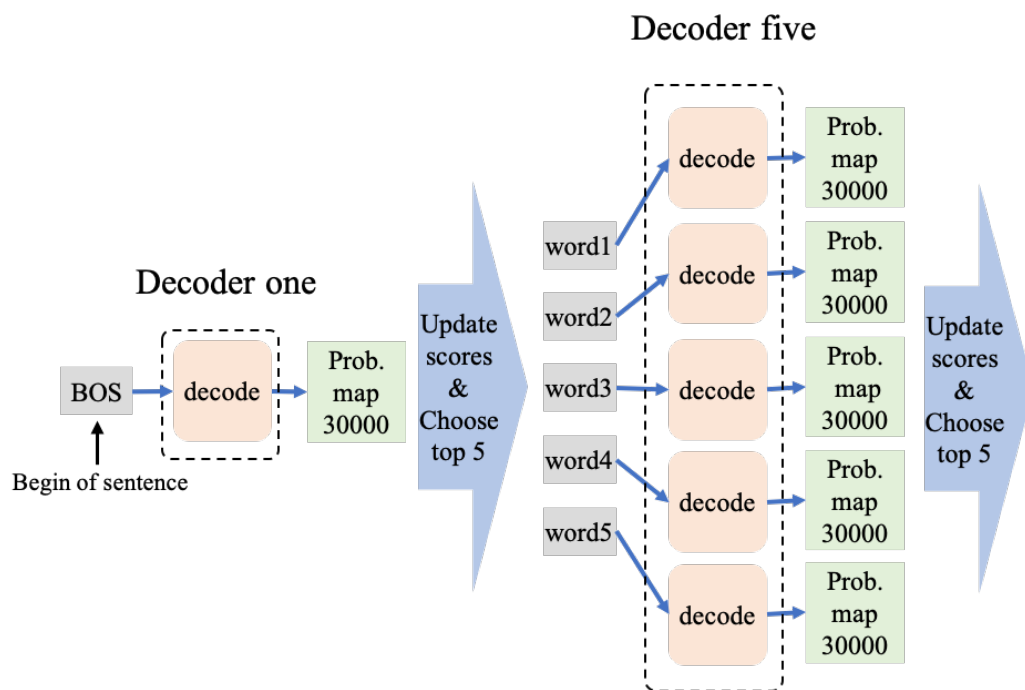 Decoder five
Decoder one
BOS
Begin of sentence
decode
Prob.
map
30000
Update
scores
&
Choose
top 5
word1
word2
word3
word4
word5
decode
decode
decode
decode
decode
Prob.
map
30000
Prob.
map
30000
Prob.
map
30000
Prob.
map
30000
Prob.
map
30000
Update
scores
&
Choose
top 5